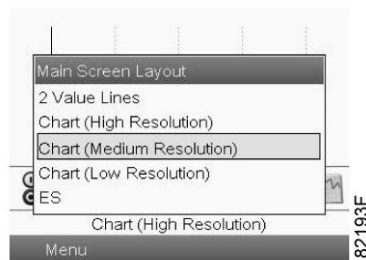 Main Screen Layout
2 Value Lines
Chart (High Resolution)
Chart (Medium Resolution)
Chart (Low Resolution)
ES
Chart (High Resolution)
Menu
82193F